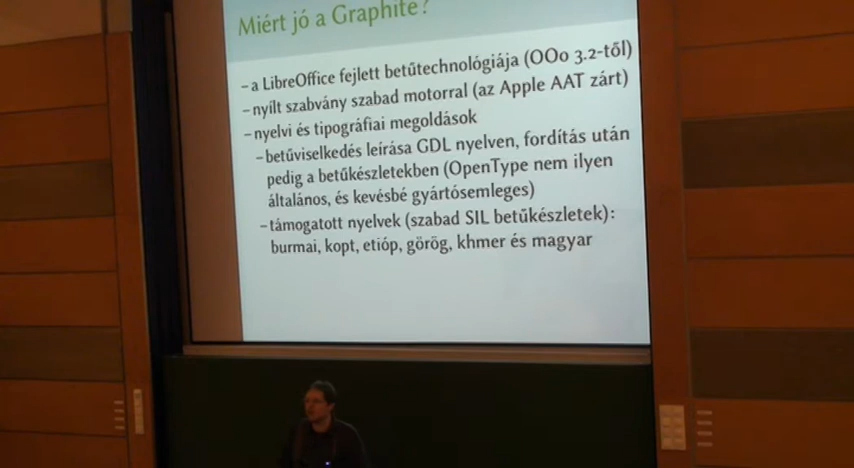 Miért jó a Graphite?
– a LibreOffice fejlett betűtechnológiája (OOo 3.2-től)
– nyílt szabvány szabad motorral (az Apple AAT zárt)
– nyelvi és tipográfiai megoldások
– betűviselkedés leírása GDL nyelven, fordítás után
pedig a betűkészletekben (OpenType nem ilyen
általános, és kevésbé gyártósemleges)
– támogatott nyelvek (szabad SIL betűkészletek):
burmai, kopt, etióp, görög, khmer és magyar